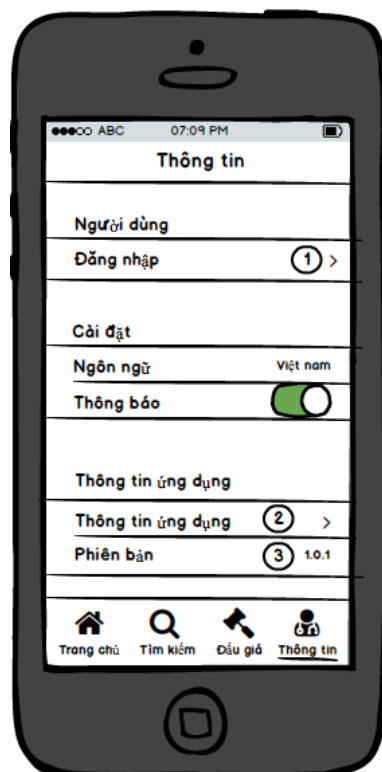 ABC 07:09 PM
Thông tin
Người dùng
Đăng nhập 1 >
Cài đặt
Ngôn ngữ Việt nam
Thông báo
Thông tin ứng dụng
Thông tin ứng dụng 2 >
Phiên bản 3 1.0.1
Trang chủ Tìm kiếm Đấu giá Thông tin